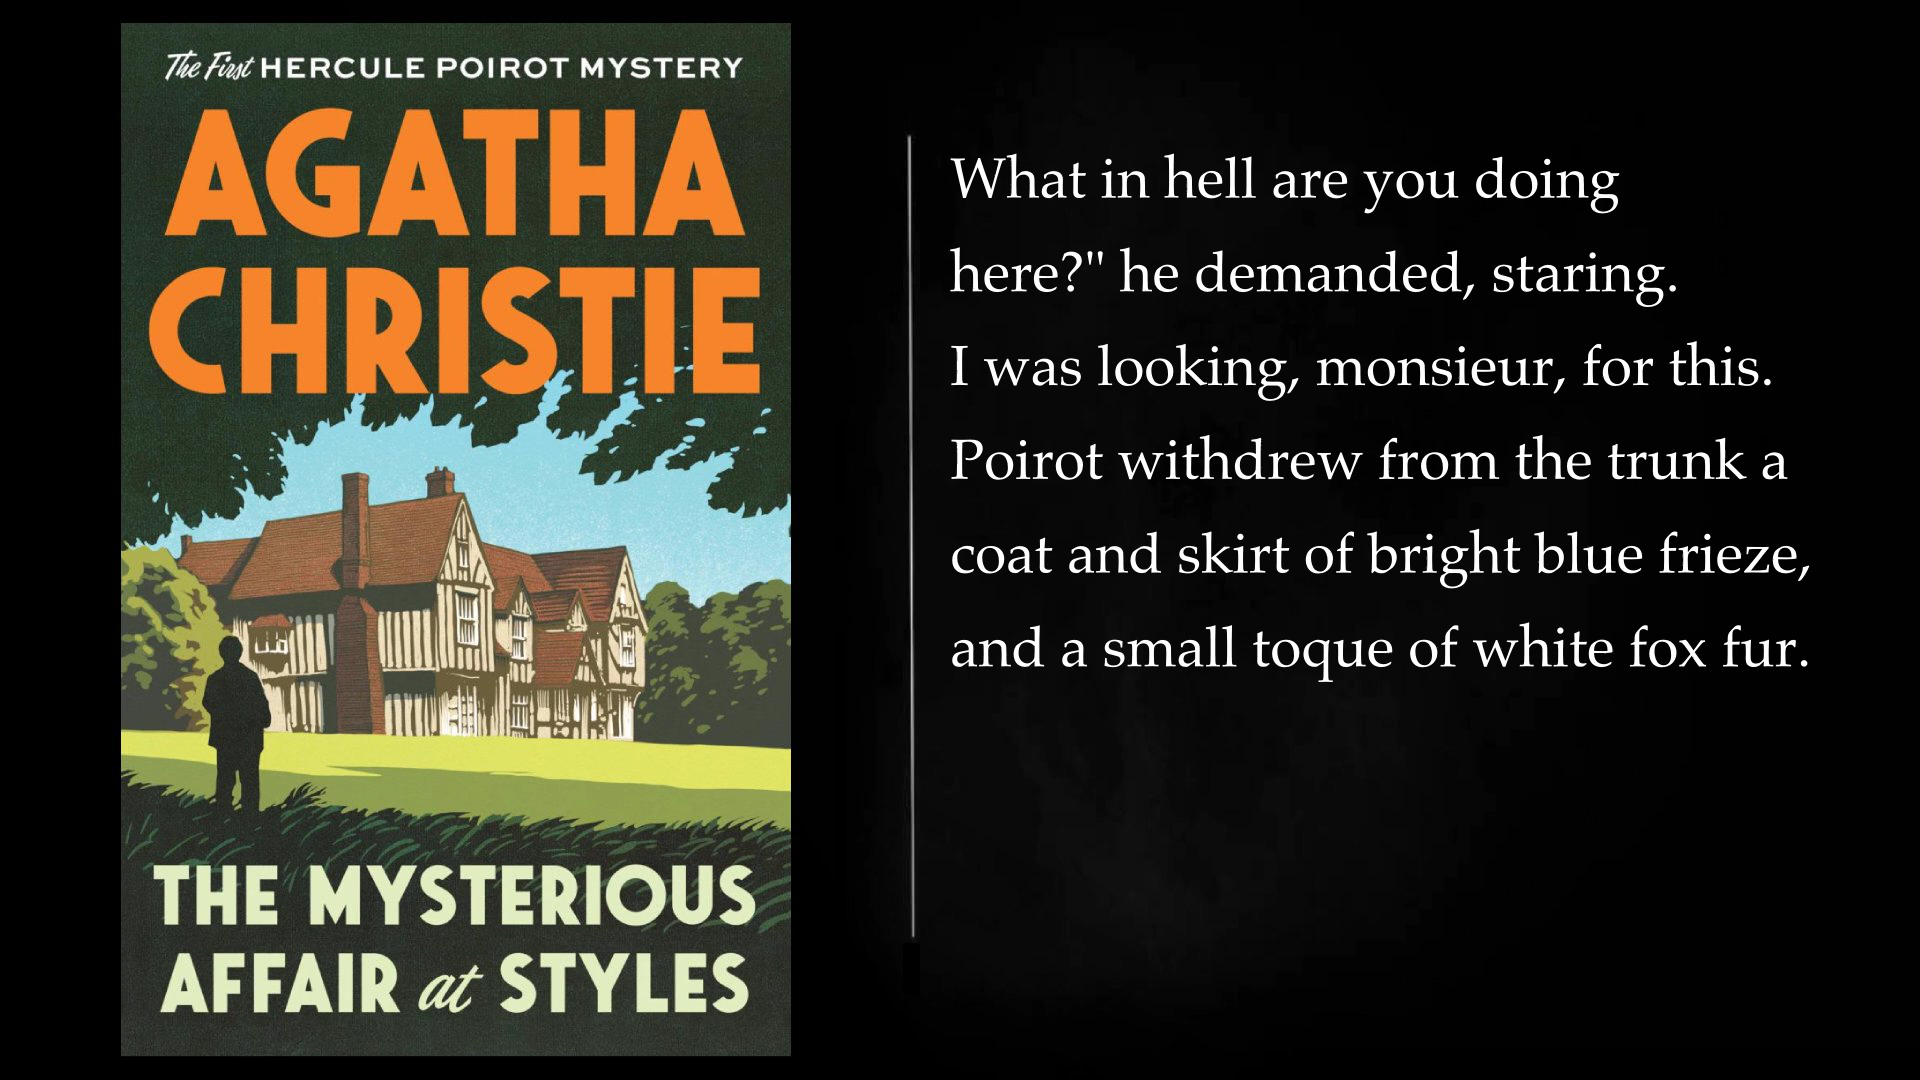 The First HERCULE POIROT MYSTERY
AGATHA
CHRISTIE
THE MYSTERIOUS
AFFAIR at STYLES
What in hell are you doing
here?" he demanded, staring.
I was looking, monsieur, for this.
Poirot withdrew from the trunk a
coat and skirt of bright blue frieze,
and a small toque of white fox fur.